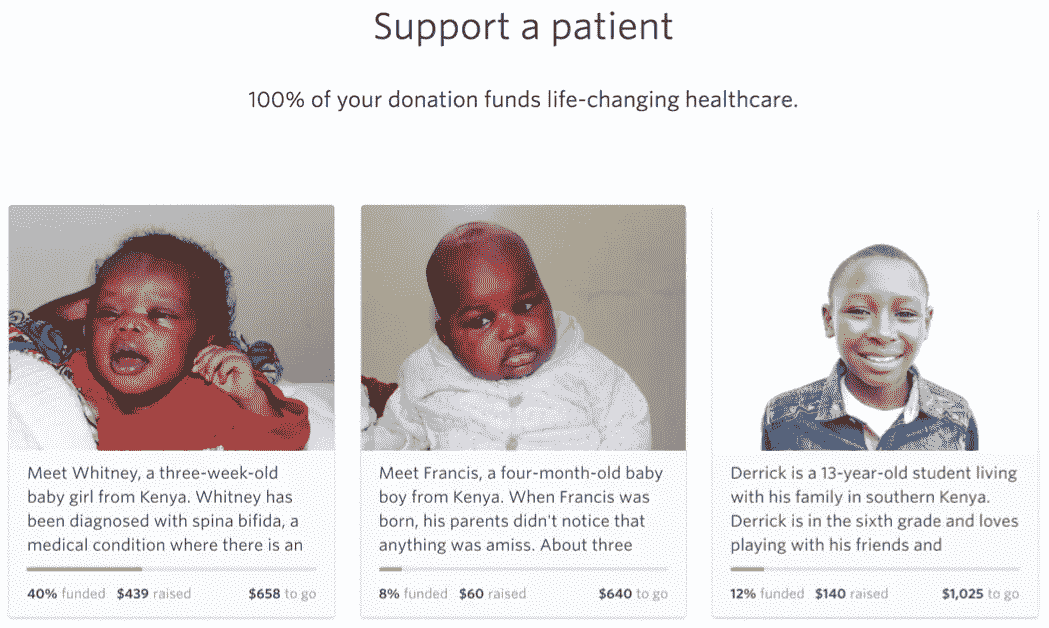 Support a patient
100% of your donation funds life-changing healthcare.
Meet Whitney, a three-week-old
baby girl from Kenya. Whitney has
been diagnosed with spina bifida, a
medical condition where there is an
40% funded $439 raised $658 to go
Meet Francis, a four-month-old baby
boy from Kenya. When Francis was
born, his parents didn't notice that
anything was amiss. About three
8% funded $60 raised $640 to go
Derrick is a 13-year-old student living
with his family in southern Kenya.
Derrick is in the sixth grade and loves
playing with his friends and
12% funded $140 raised $1,025 to go